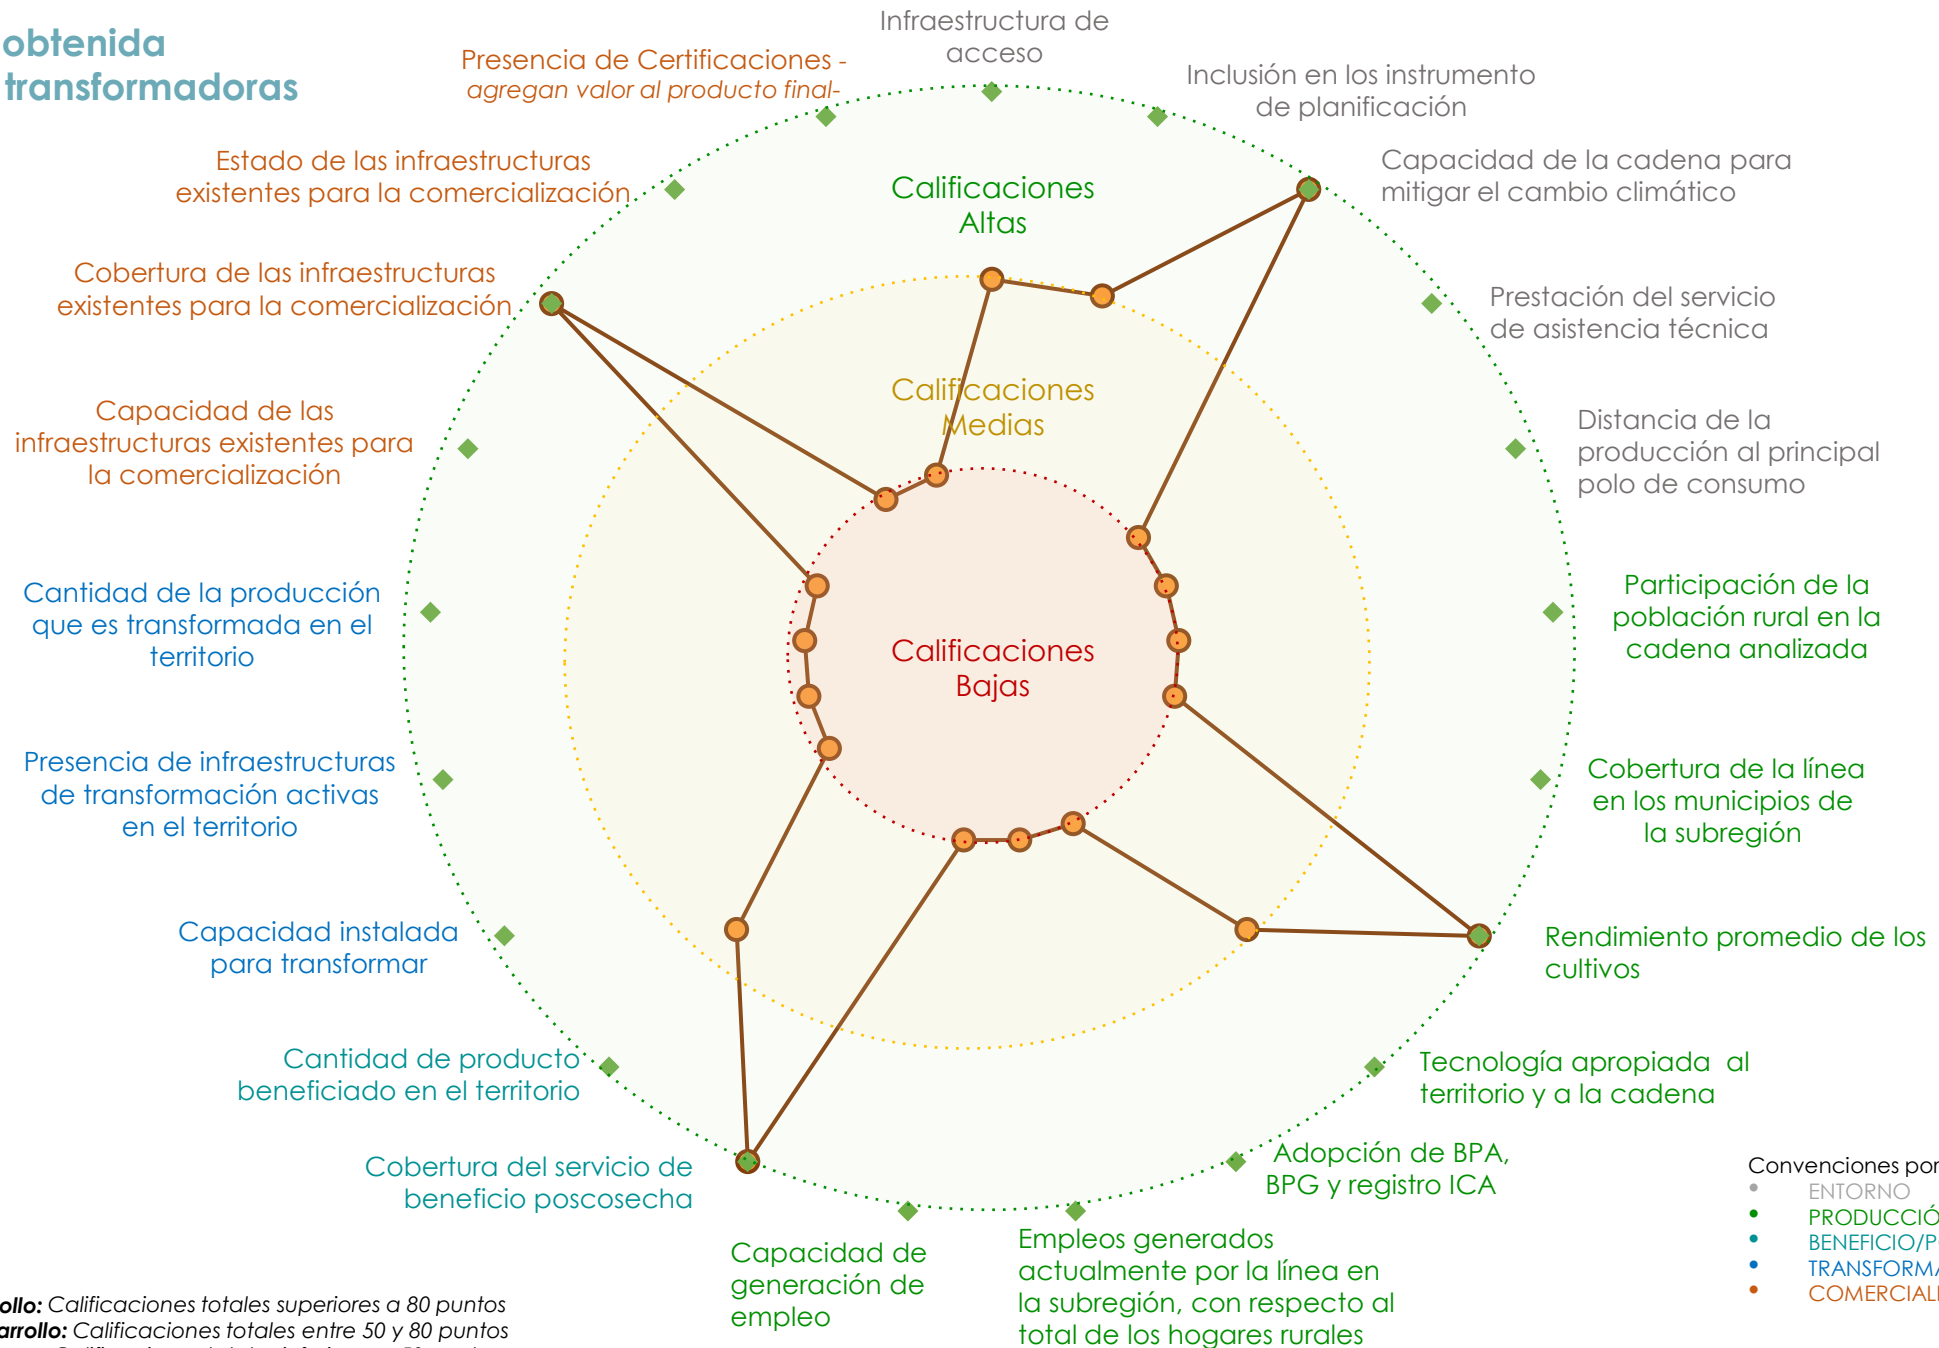 obtenida
transformadoras
Infraestructura de
acceso
Inclusión en los instrumento
de planificación
Capacidad de la cadena para
mitigar el cambio climático
Prestación del servicio
de asistencia técnica
Distancia de la
producción al principal
polo de consumo
Participación de la
población rural en la
cadena analizada
Cobertura de la línea
en los municipios de
la subregión
Rendimiento promedio de los
cultivos
Tecnología apropiada al
territorio y a la cadena
Adopción de BPA,
BPG y registro ICA
Empleos generados
actualmente por la línea en
la subregión, con respecto al
total de los hogares rurales
Capacidad de
generación de
empleo
Cobertura del servicio de
beneficio poscosecha
Cantidad de producto
beneficiado en el territorio
Capacidad instalada
para transformar
Presencia de infraestructuras
de transformación activas
en el territorio
Cantidad de la producción
que es transformada en el
territorio
Capacidad de las
infraestructuras existentes para
la comercialización
Cobertura de las infraestructuras
existentes para la comercialización
Estado de las infraestructuras
existentes para la comercialización
Presencia de Certificaciones -
agregan valor al producto final-
Calificaciones
Altas
Calificaciones
Medias
Calificaciones
Bajas
Convenciones por
• ENTORNO
• PRODUCCIÓ
• BENEFICIO/P
• TRANSFORMA
• COMERCIALI
ollo: Calificaciones totales superiores a 80 puntos
arrollo: Calificaciones totales entre 50 y 80 puntos